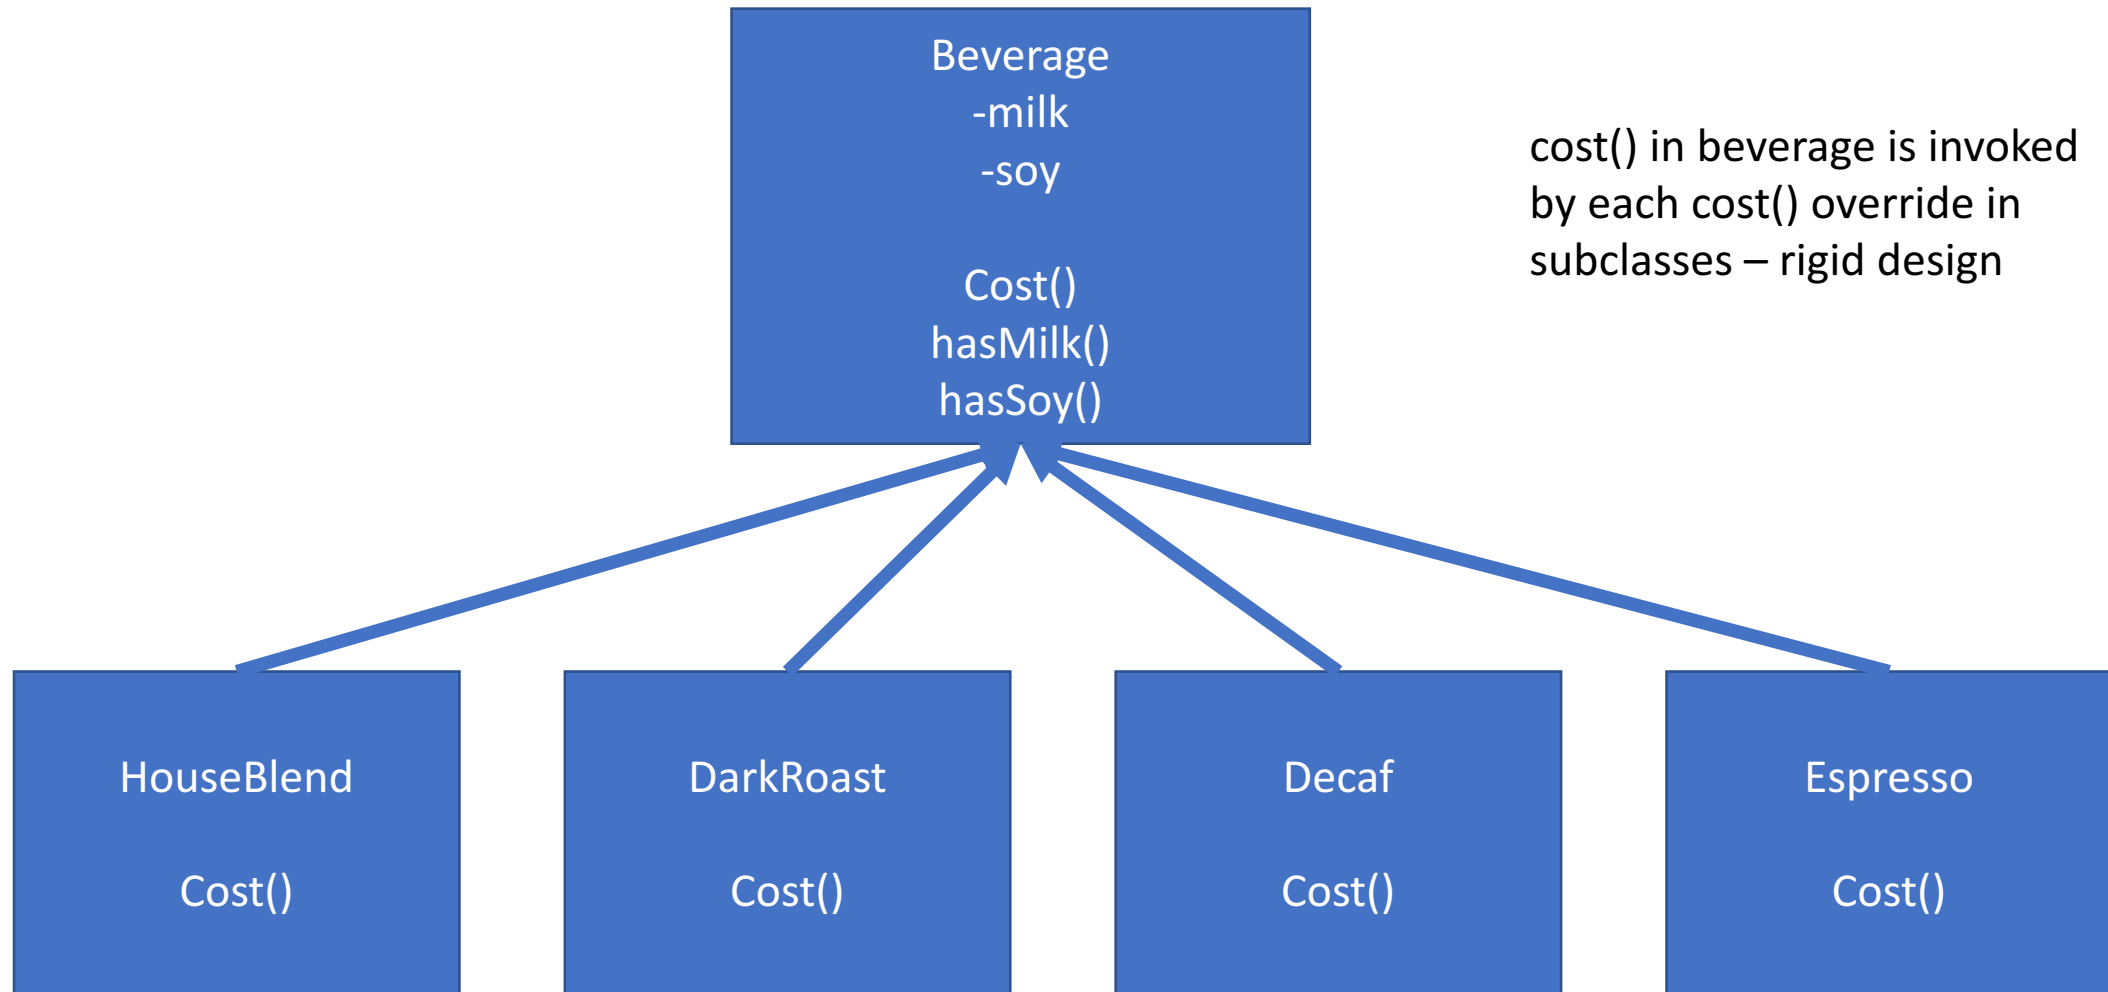 Beverage
-milk
-soy
Cost()
hasMilk()
hasSoy()
cost() in beverage is invoked
by each cost() override in
subclasses – rigid design
HouseBlend
Cost()
DarkRoast
Cost()
Decaf
Cost()
Espresso
Cost()